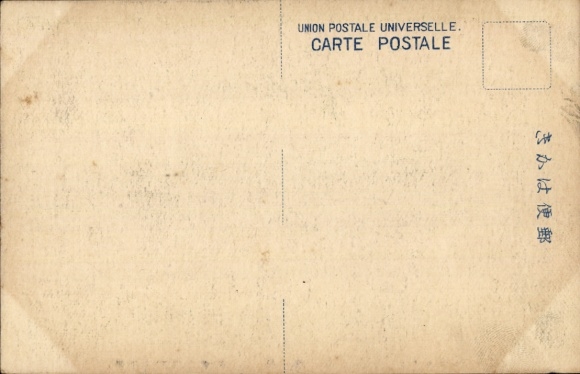 UNION POSTALE UNIVERSELLE.
CARTE POSTALE
郵便はかき